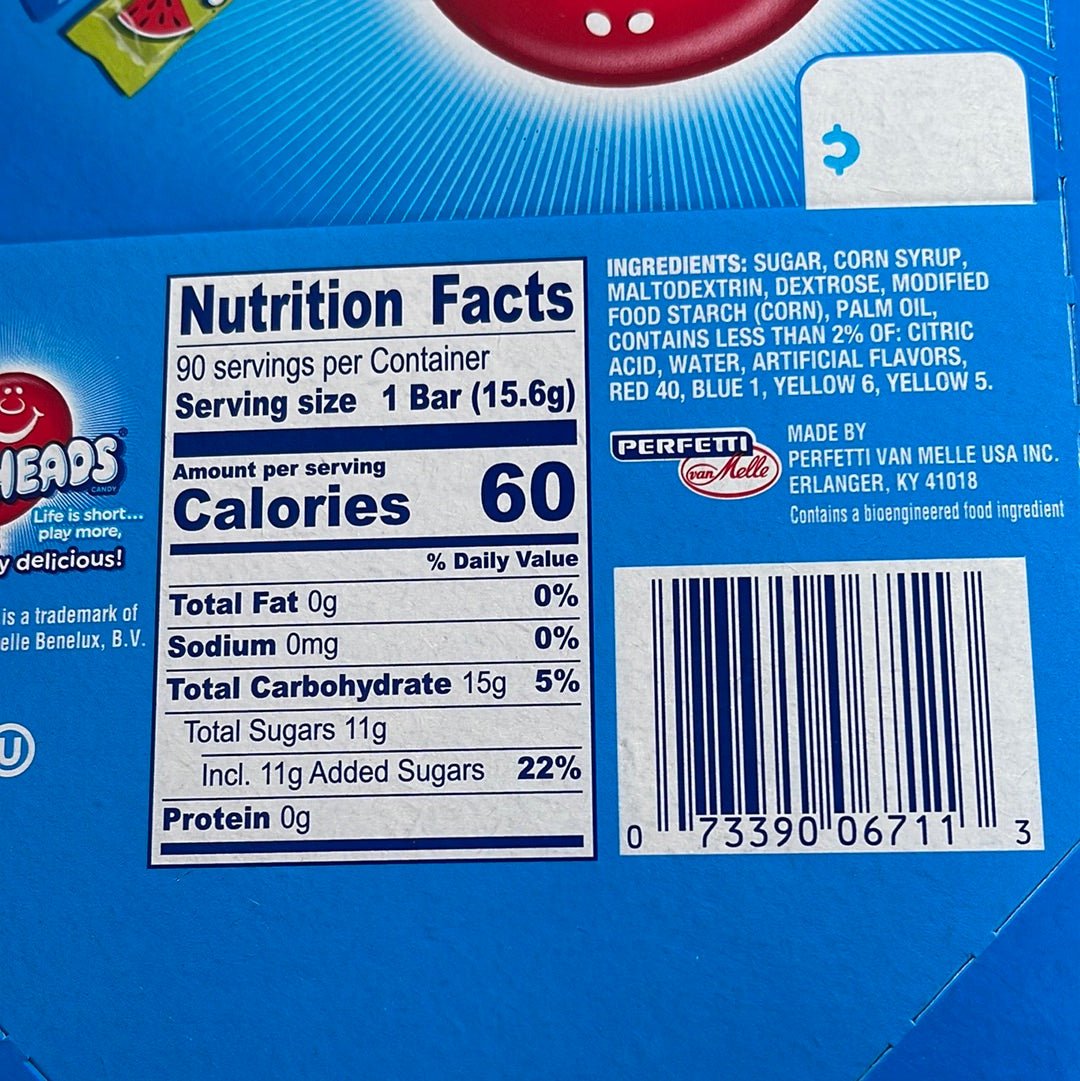 Nutrition Facts
90 servings per Container
Serving size 1 Bar (15.6g)
Amount per serving
Calories 60
% Daily Value
Total Fat 0g 0%
Sodium 0mg 0%
Total Carbohydrate 15g 5%
Total Sugars 11g
Incl. 11g Added Sugars 22%
Protein 0g
INGREDIENTS: SUGAR, CORN SYRUP,
MALTODEXTRIN, DEXTROSE, MODIFIED
FOOD STARCH (CORN), PALM OIL,
CONTAINS LESS THAN 2% OF: CITRIC
ACID, WATER, ARTIFICIAL FLAVORS,
RED 40, BLUE 1, YELLOW 6, YELLOW 5.
PERFETTI
van Melle
MADE BY
PERFETTI VAN MELLE USA INC.
ERLANGER, KY 41018
Contains a bioengineered food ingredient
0 73390 06711 3
HEADS
CANDY
Life is short...
play more,
y delicious!
is a trademark of
elle Benelux, B.V.
U